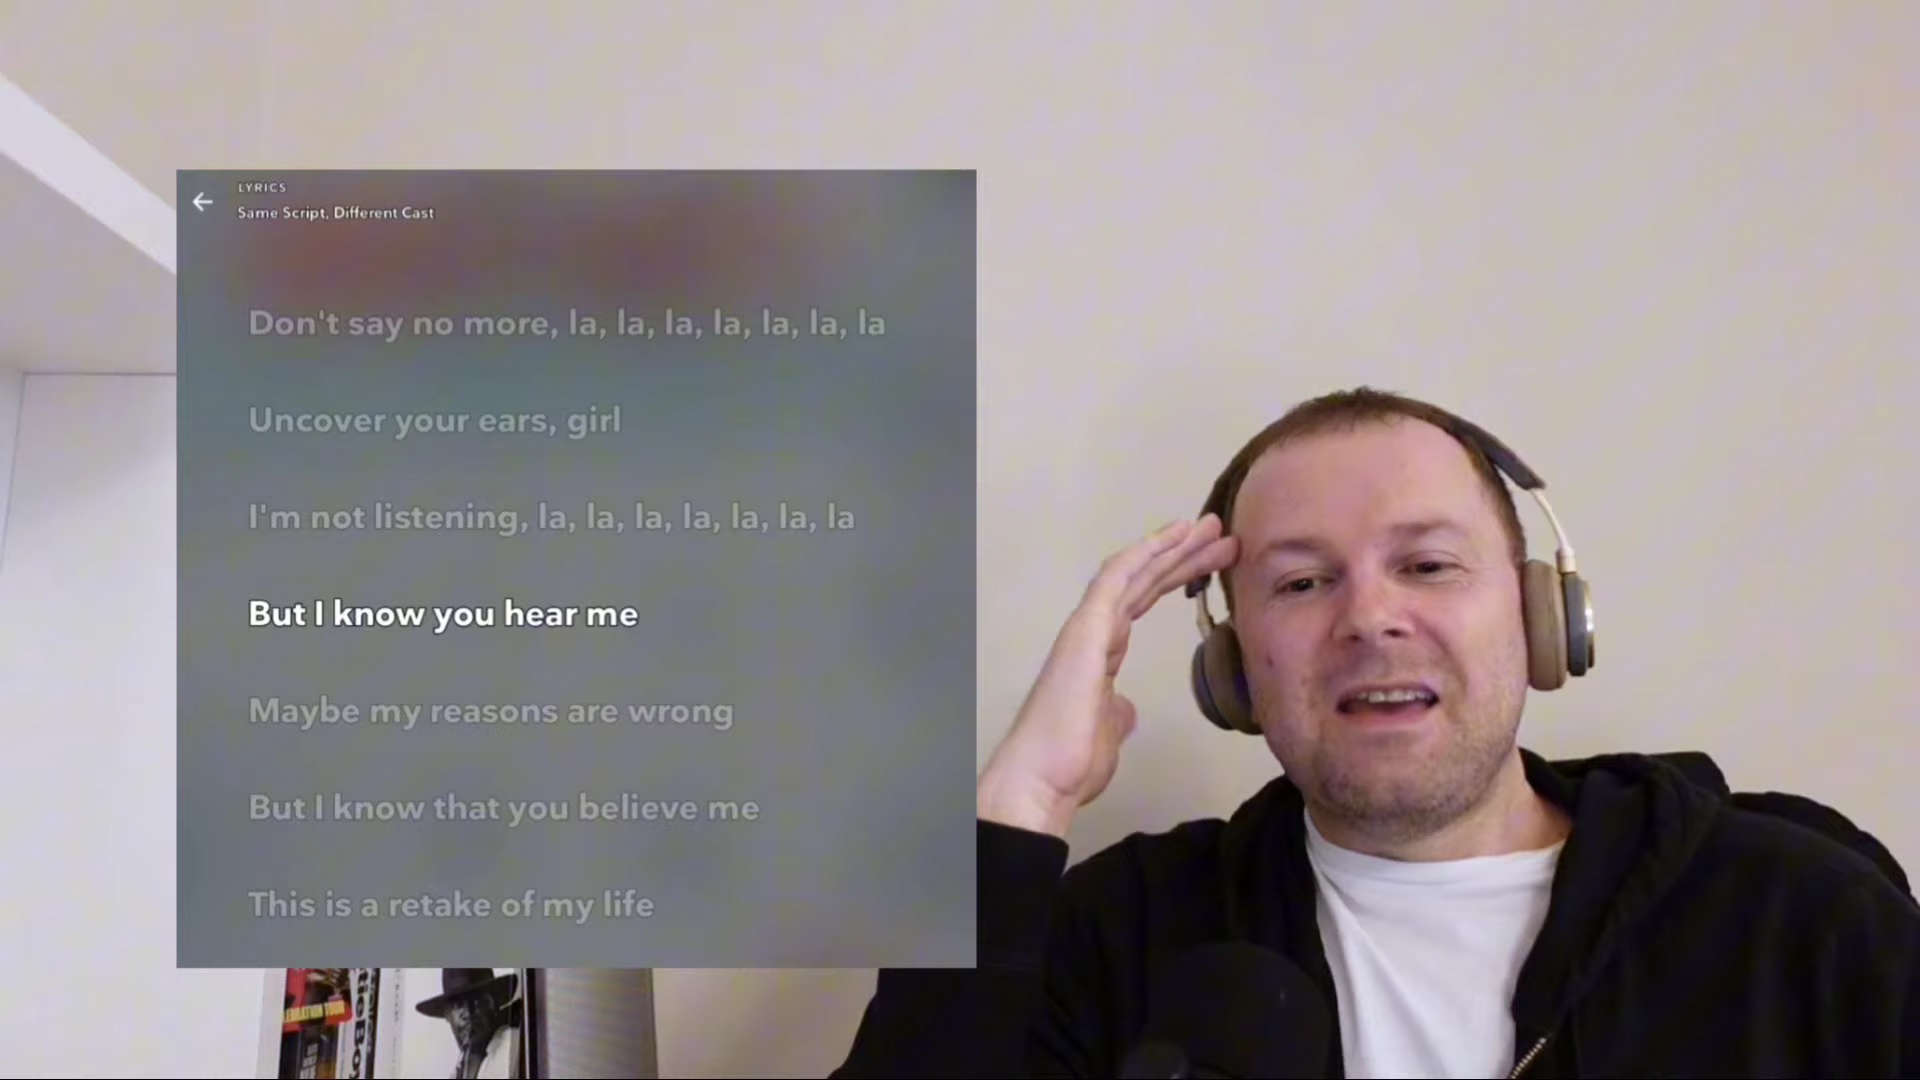 LYRICS
Same Script, Different Cast
Don't say no more, la, la, la, la, la, la, la
Uncover your ears, girl
I'm not listening, la, la, la, la, la, la, la
But I know you hear me
Maybe my reasons are wrong
But I know that you believe me
This is a retake of my life